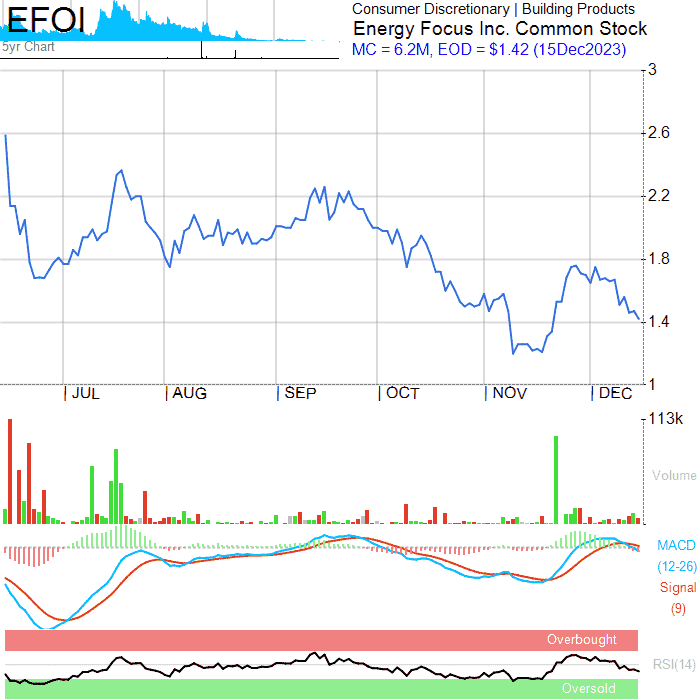 EFOI
5yr Chart
Consumer Discretionary | Building Products
Energy Focus Inc. Common Stock
MC = 6.2M, EOD = $1.42 (15Dec2023)
3
2.6
2.2
1.8
1.4
1
JUL
AUG
SEP
OCT
NOV
DEC
113k
Volume
MACD
(12-26)
Signal
(9)
Overbought
RSI(14)
Oversold